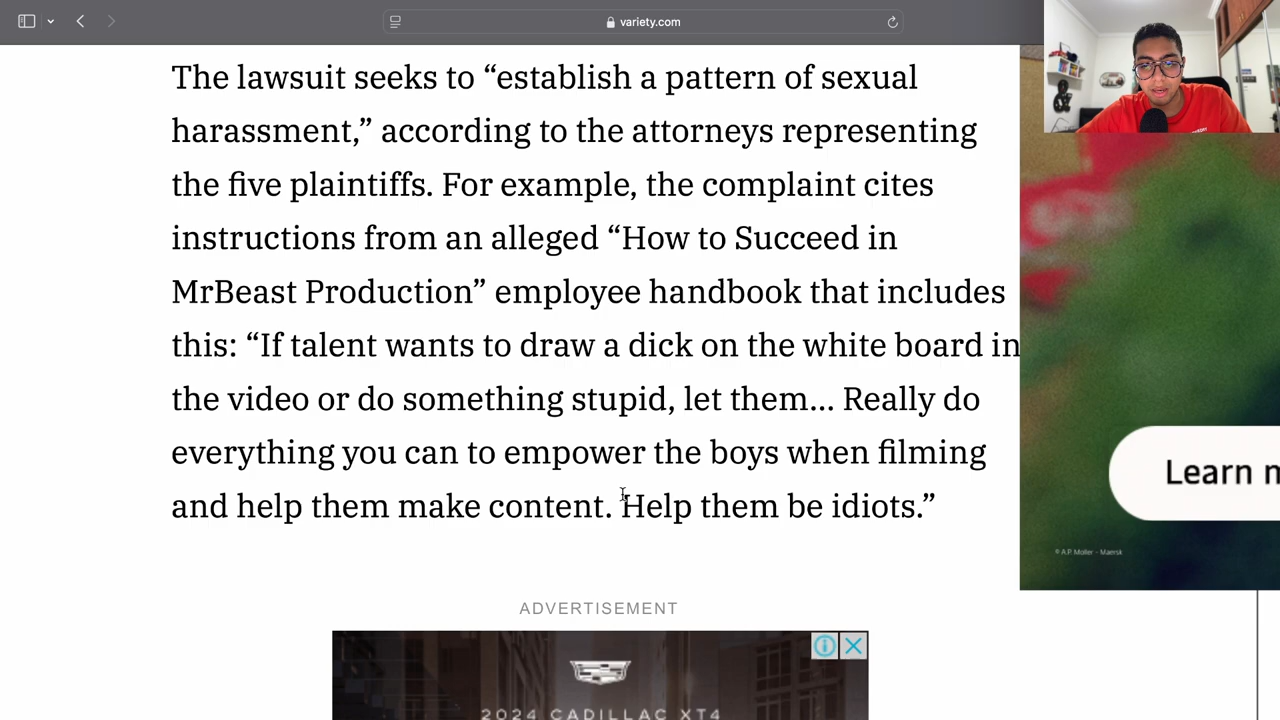 variety.com
The lawsuit seeks to “establish a pattern of sexual
harassment,” according to the attorneys representing
the five plaintiffs. For example, the complaint cites
instructions from an alleged “How to Succeed in
MrBeast Production” employee handbook that includes
this: “If talent wants to draw a dick on the white board in
the video or do something stupid, let them... Really do
everything you can to empower the boys when filming
and help them make content. Help them be idiots.”
Learn
© A.P. Moller - Maersk
ADVERTISEMENT
2024 CADILLAC XT4